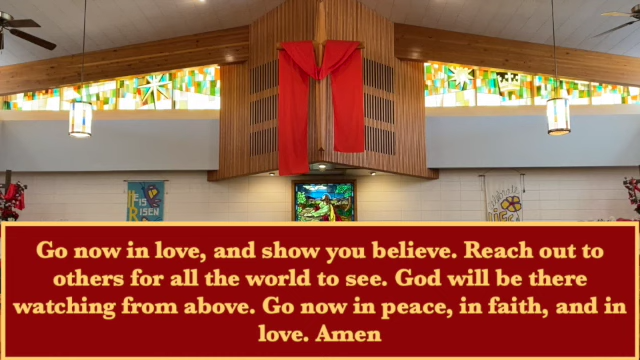 HE IS
RISEN
Celebrate
LIFE
Go now in love, and show you believe. Reach out to
others for all the world to see. God will be there
watching from above. Go now in peace, in faith, and in
love. Amen